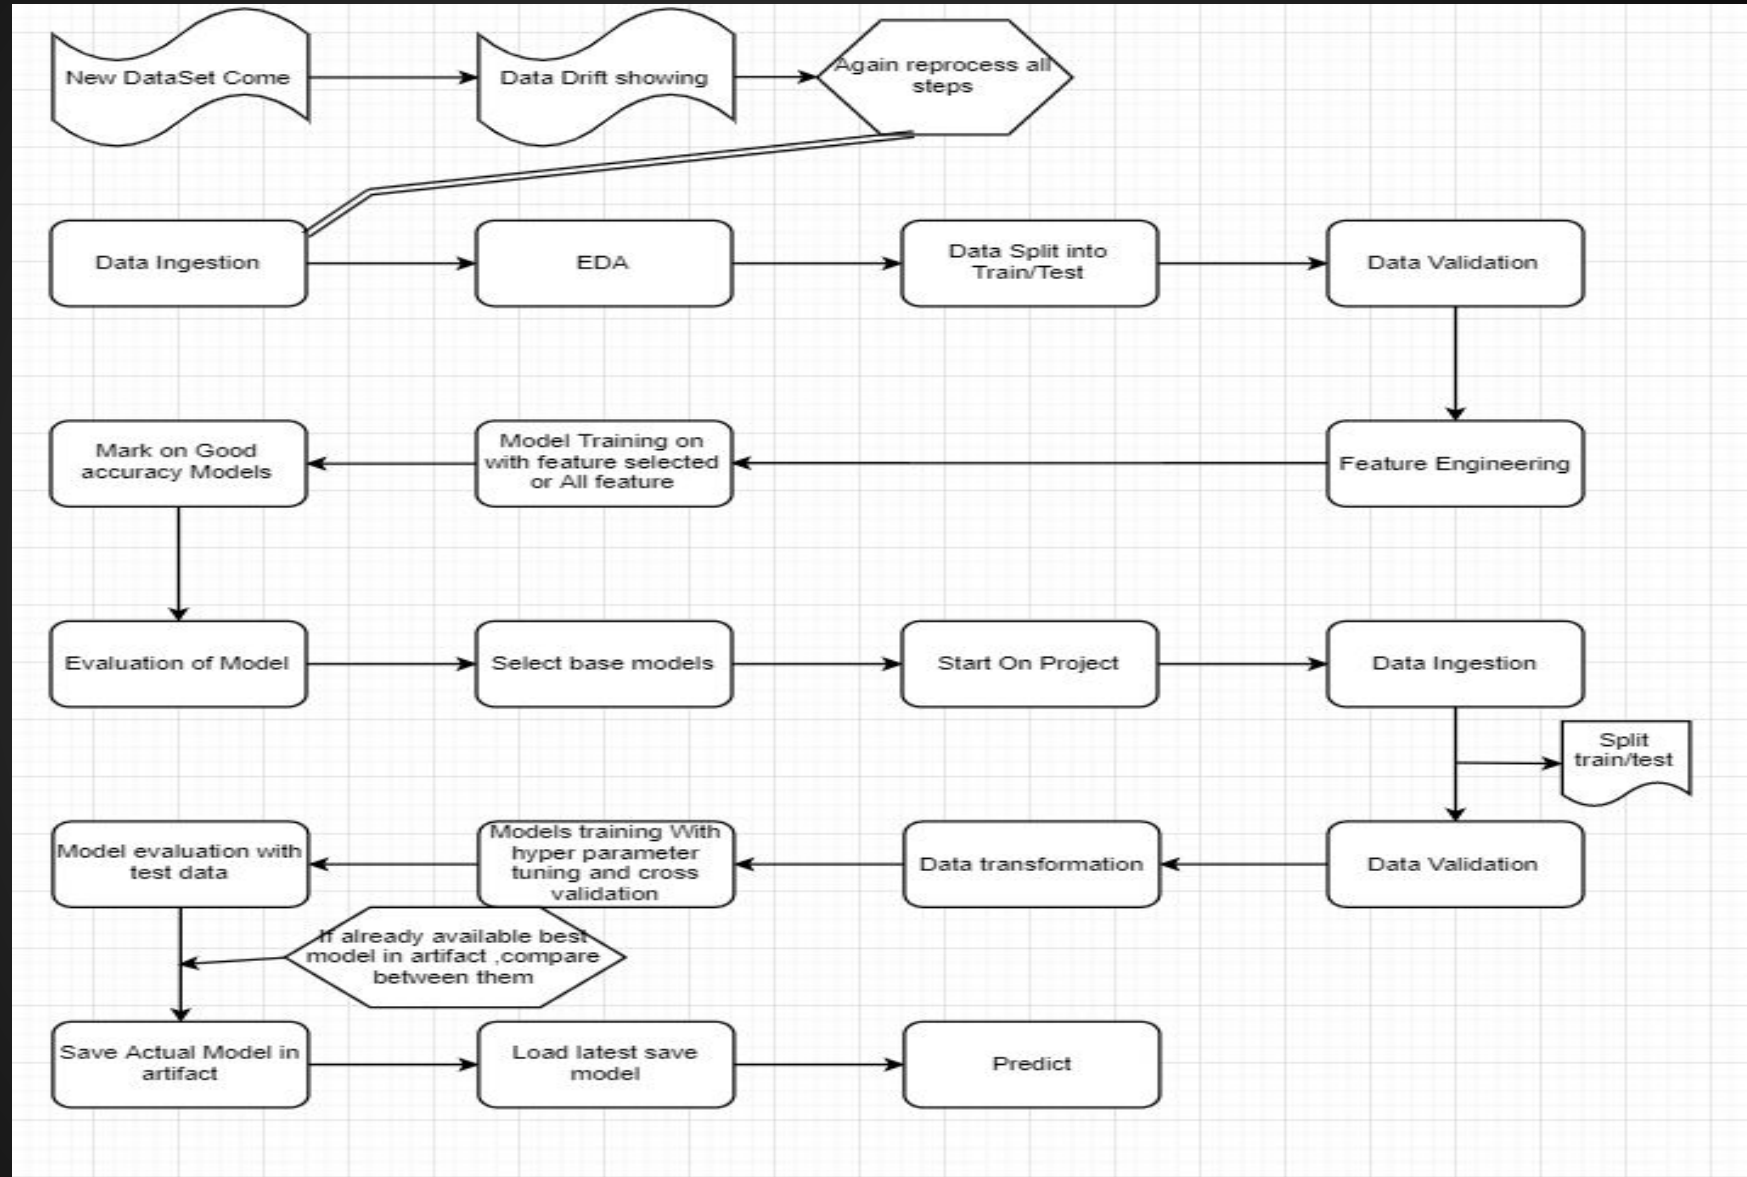 New DataSet Come
Data Drift showing
Again reprocess all
steps
Data Ingestion
EDA
Data Split into
Train/Test
Data Validation
Mark on Good
accuracy Models
Model Training on
with feature selected
or All feature
Feature Engineering
Evaluation of Model
Select base models
Start On Project
Data Ingestion
Split
train/test
Model evaluation with
test data
Models training With
hyper parameter
tuning and cross
validation
Data transformation
Data Validation
If already available best
model in artifact ,compare
between them
Save Actual Model in
artifact
Load latest save
model
Predict